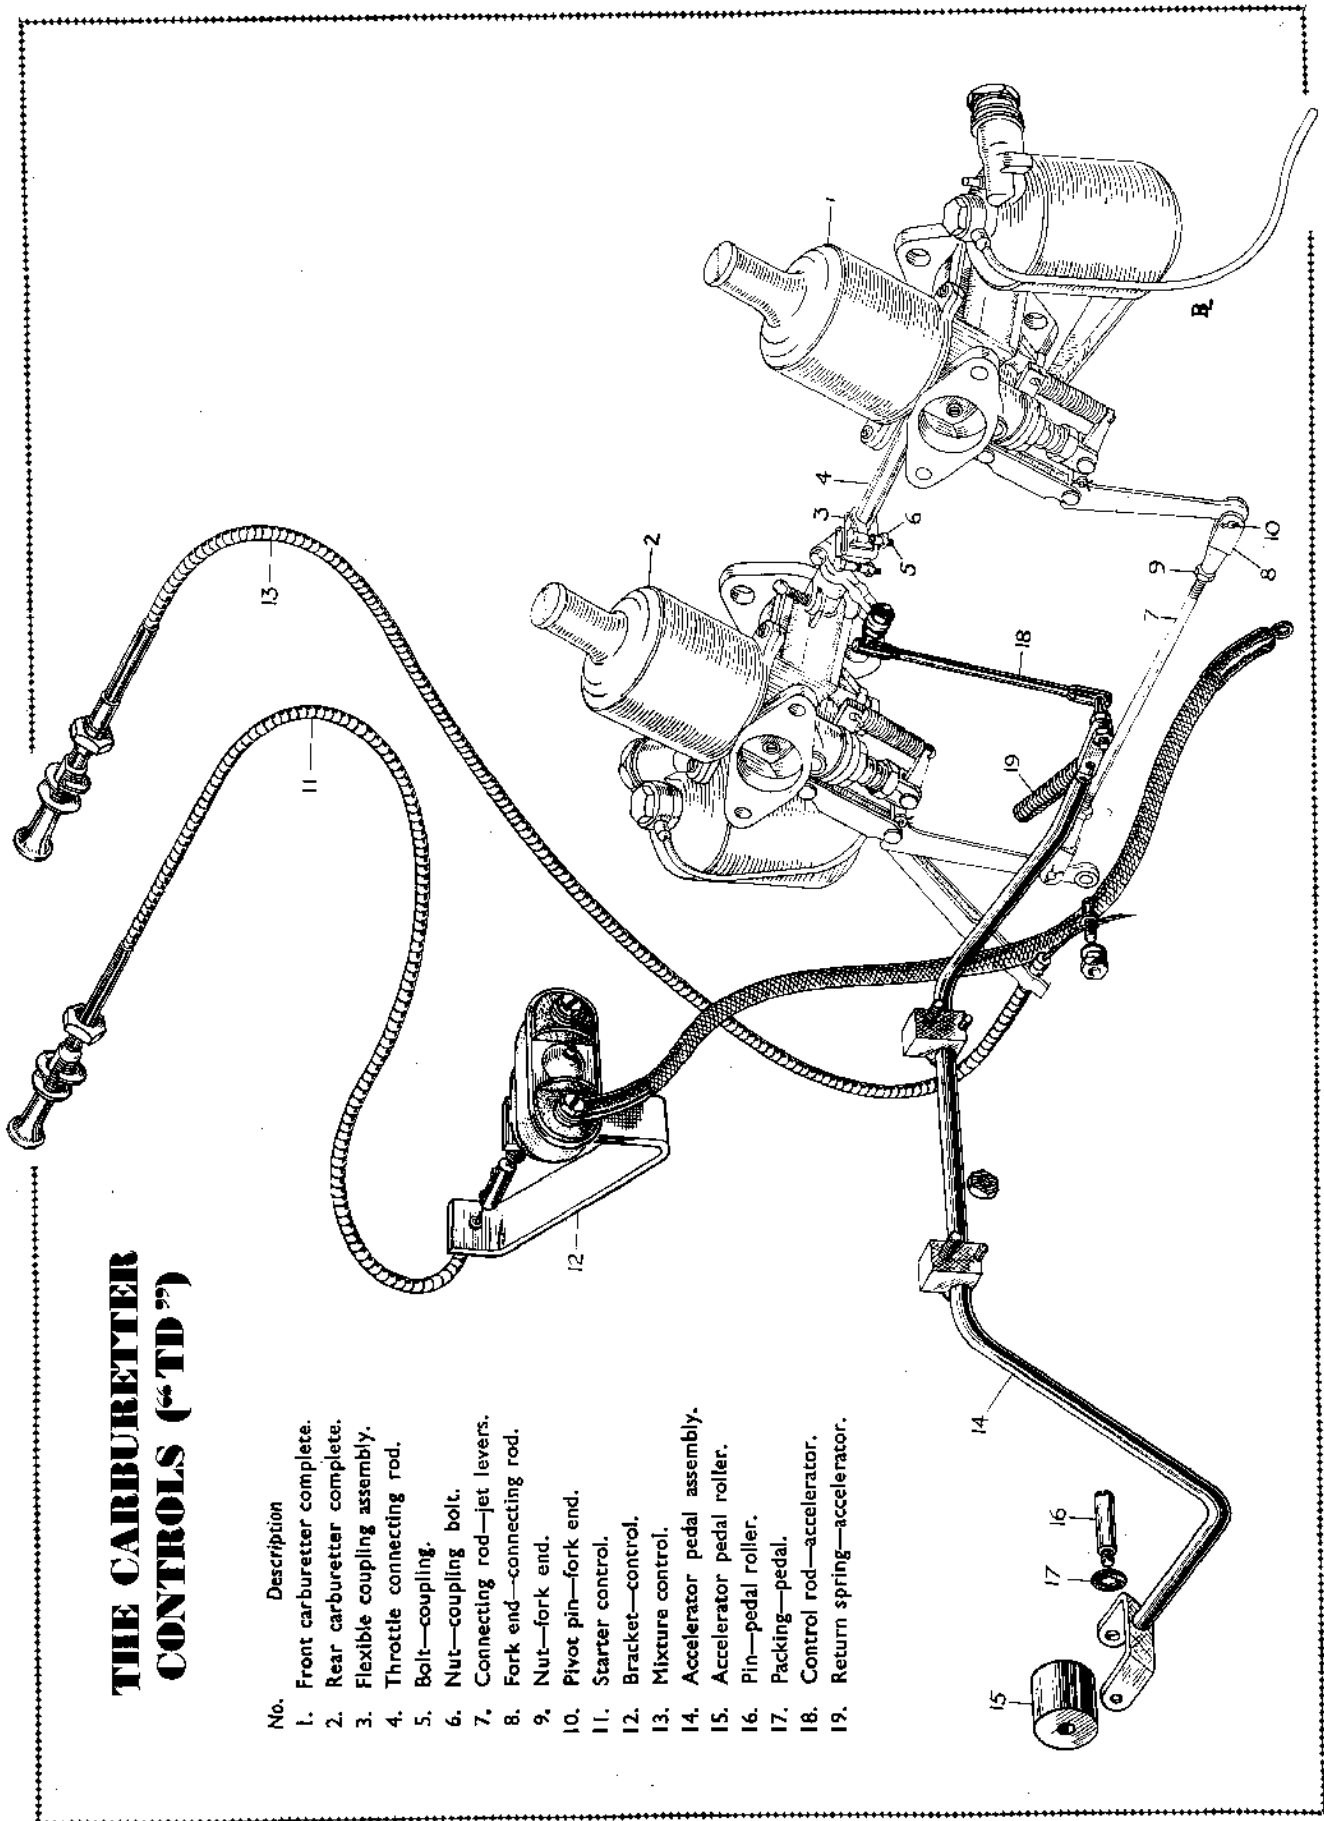 THE CARBURETTER
CONTROLS (“TD”)
No. Description
1. Front carburetter complete.
2. Rear carburetter complete.
3. Flexible coupling assembly.
4. Throttle connecting rod.
5. Bolt—coupling.
6. Nut—coupling bolt.
7. Connecting rod—jet levers.
8. Fork end—connecting rod.
9. Nut—fork end.
10. Pivot pin—fork end.
11. Starter control.
12. Bracket—control.
13. Mixture control.
14. Accelerator pedal assembly.
15. Accelerator pedal roller.
16. Pin—pedal roller.
17. Packing—pedal.
18. Control rod—accelerator.
19. Return spring—accelerator.
13
11
12
2
1
4
3
6
5
10
9
8
7
18
19
14
16
17
15